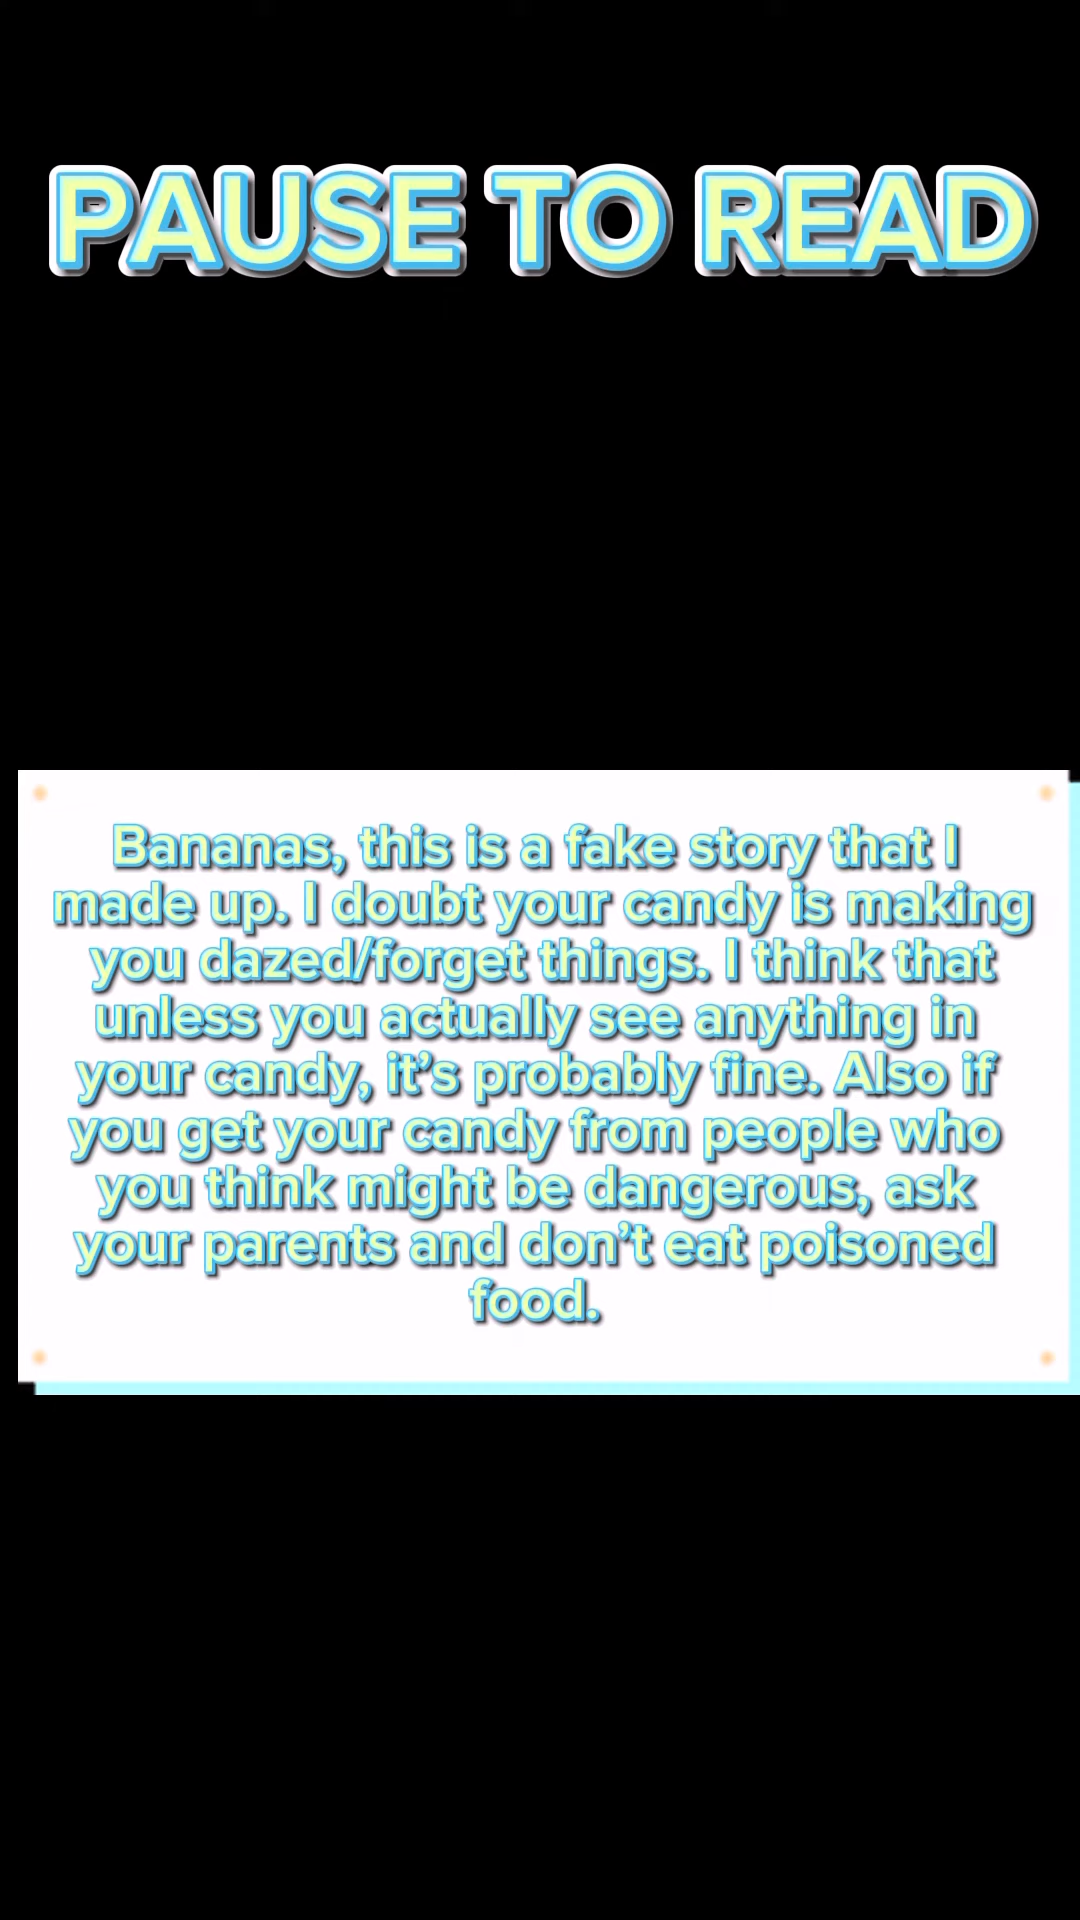 PAUSE TO READ
Bananas, this is a fake story that I
made up. I doubt your candy is making
you dazed/forget things. I think that
unless you actually see anything in
your candy, it’s probably fine. Also if
you get your candy from people who
you think might be dangerous, ask
your parents and don’t eat poisoned
food.